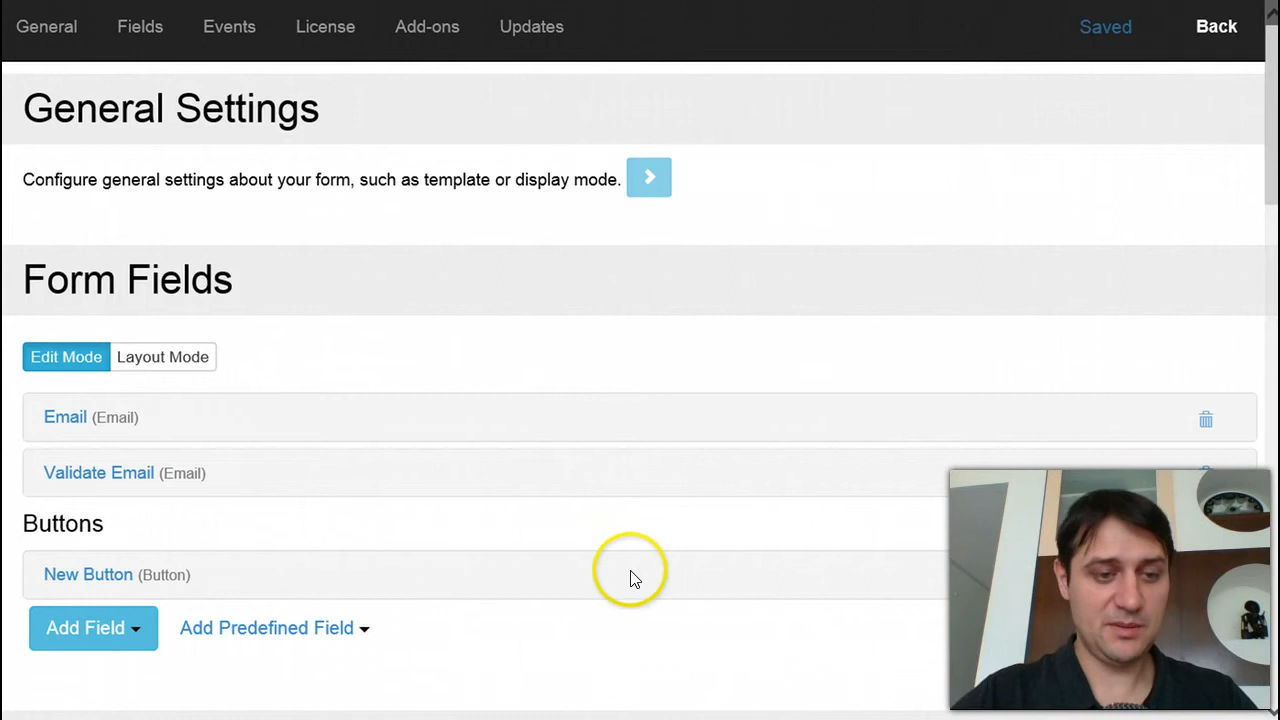 General Fields Events License Add-ons Updates Saved Back
General Settings
Configure general settings about your form, such as template or display mode.
Form Fields
Edit Mode Layout Mode
Email (Email)
Validate Email (Email)
Buttons
New Button (Button)
Add Field Add Predefined Field